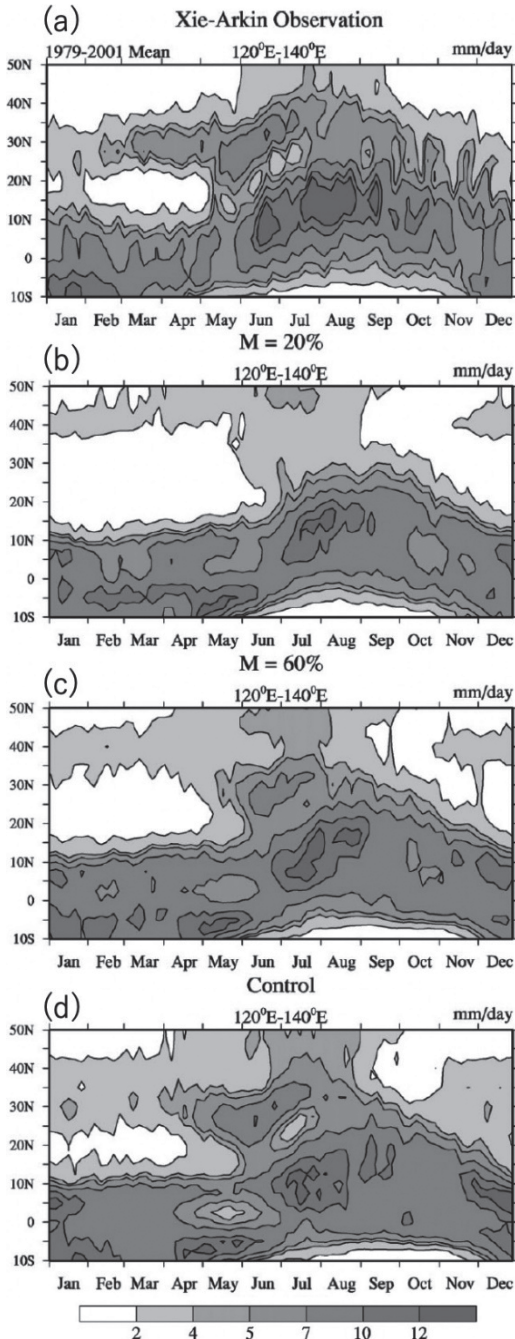 (a)
Xie-Arkin Observation
1979-2001 Mean 120°E-140°E mm/day
50N
40N
30N
20N
10N
0
10S
Jan Feb Mar Apr May Jun Jul Aug Sep Oct Nov Dec
M = 20%
(b)
120°E-140°E mm/day
50N
40N
30N
20N
10N
0
10S
Jan Feb Mar Apr May Jun Jul Aug Sep Oct Nov Dec
M = 60%
(c)
120°E-140°E mm/day
50N
40N
30N
20N
10N
0
10S
Jan Feb Mar Apr May Jun Jul Aug Sep Oct Nov Dec
Control
(d)
120°E-140°E mm/day
50N
40N
30N
20N
10N
0
10S
Jan Feb Mar Apr May Jun Jul Aug Sep Oct Nov Dec
2 4 5 7 10 12